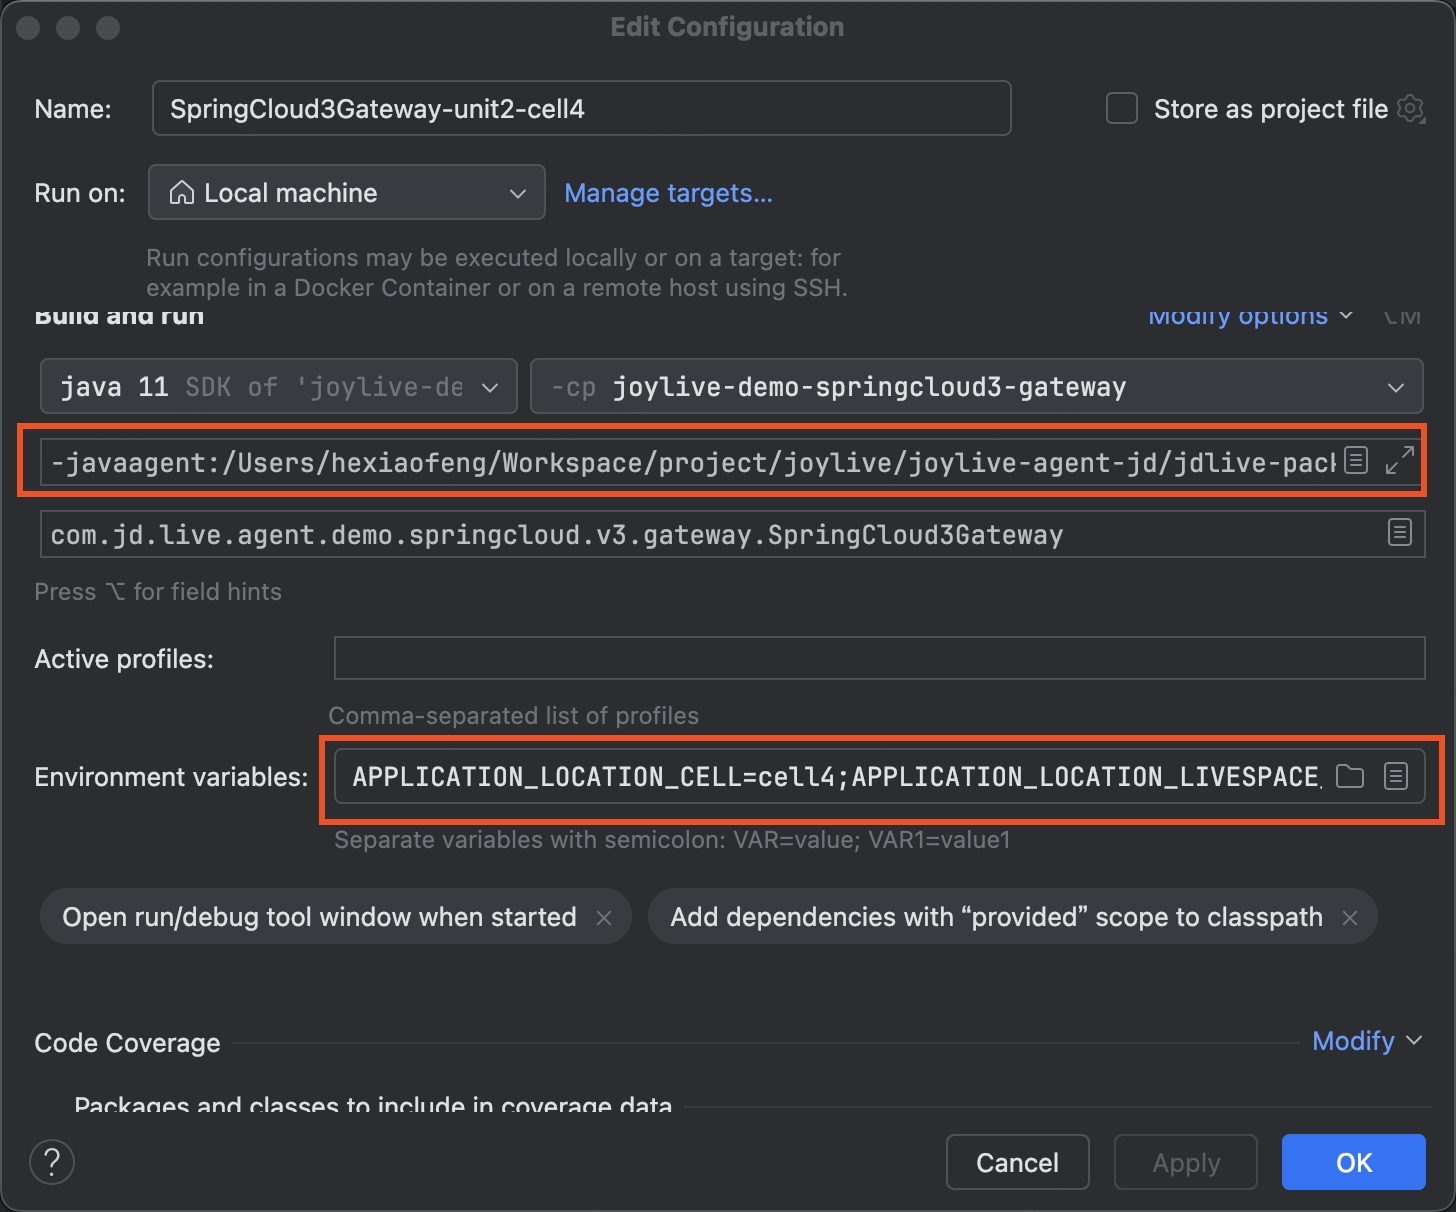 Edit Configuration
Name: SpringCloud3Gateway-unit2-cell4 Store as project file
Run on: Local machine Manage targets...
Run configurations may be executed locally or on a target: for
example in a Docker Container or on a remote host using SSH.
Build and run Modify options ⌥M
java 11 SDK of 'joylive-de -cp joylive-demo-springcloud3-gateway
-javaagent:/Users/hexiaofeng/Workspace/project/joylive/joylive-agent-jd/jdlive-pack
com.jd.live.agent.demo.springcloud.v3.gateway.SpringCloud3Gateway
Press ⌥ for field hints
Active profiles:
Comma-separated list of profiles
Environment variables: APPLICATION_LOCATION_CELL=cell4;APPLICATION_LOCATION_LIVESPACE_
Separate variables with semicolon: VAR=value; VAR1=value1
Open run/debug tool window when started × Add dependencies with “provided” scope to classpath ×
Code Coverage Modify
Packages and classes to include in coverage data
? Cancel Apply OK